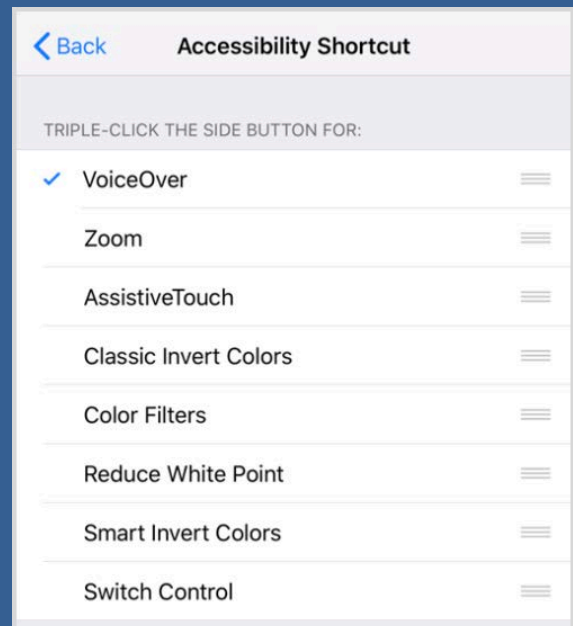 Back Accessibility Shortcut
TRIPLE-CLICK THE SIDE BUTTON FOR:
VoiceOver
Zoom
AssistiveTouch
Classic Invert Colors
Color Filters
Reduce White Point
Smart Invert Colors
Switch Control